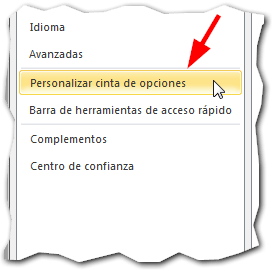 Idioma
Avanzadas
Personalizar cinta de opciones
Barra de herramientas de acceso rápido
Complementos
Centro de confianza